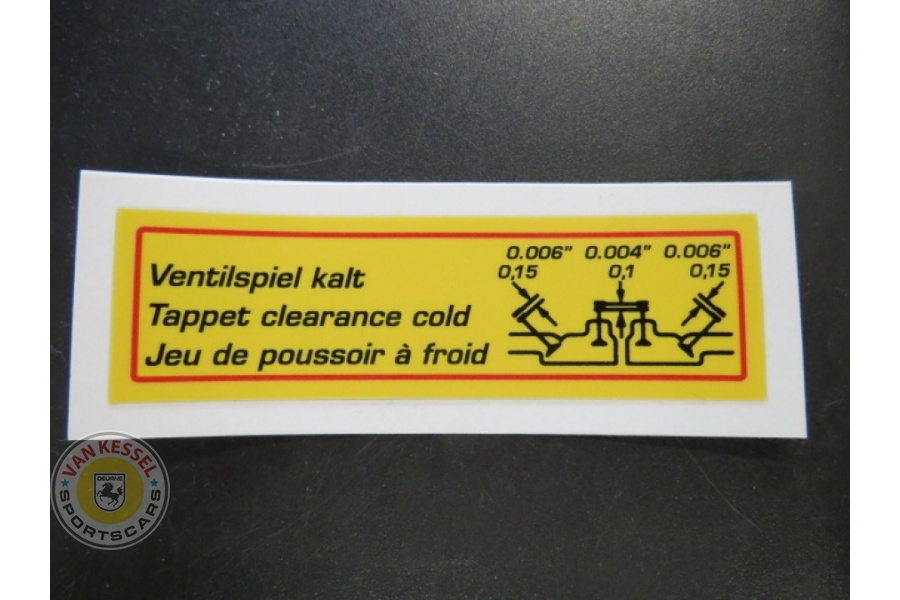 0.006" 0.004" 0.006"
0,15 0,1 0,15
Ventilspiel kalt
Tappet clearance cold
Jeu de poussoir à froid
VAN KESSEL
DEURNE
SPORTSCARS